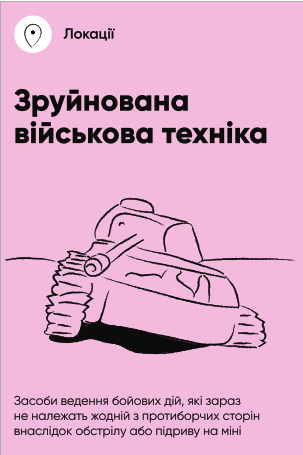 Локації
Зруйнована
військова техніка
Засоби ведення бойових дій, які зараз
не належать жодній з протиборчих сторін
внаслідок обстрілу або підриву на міні